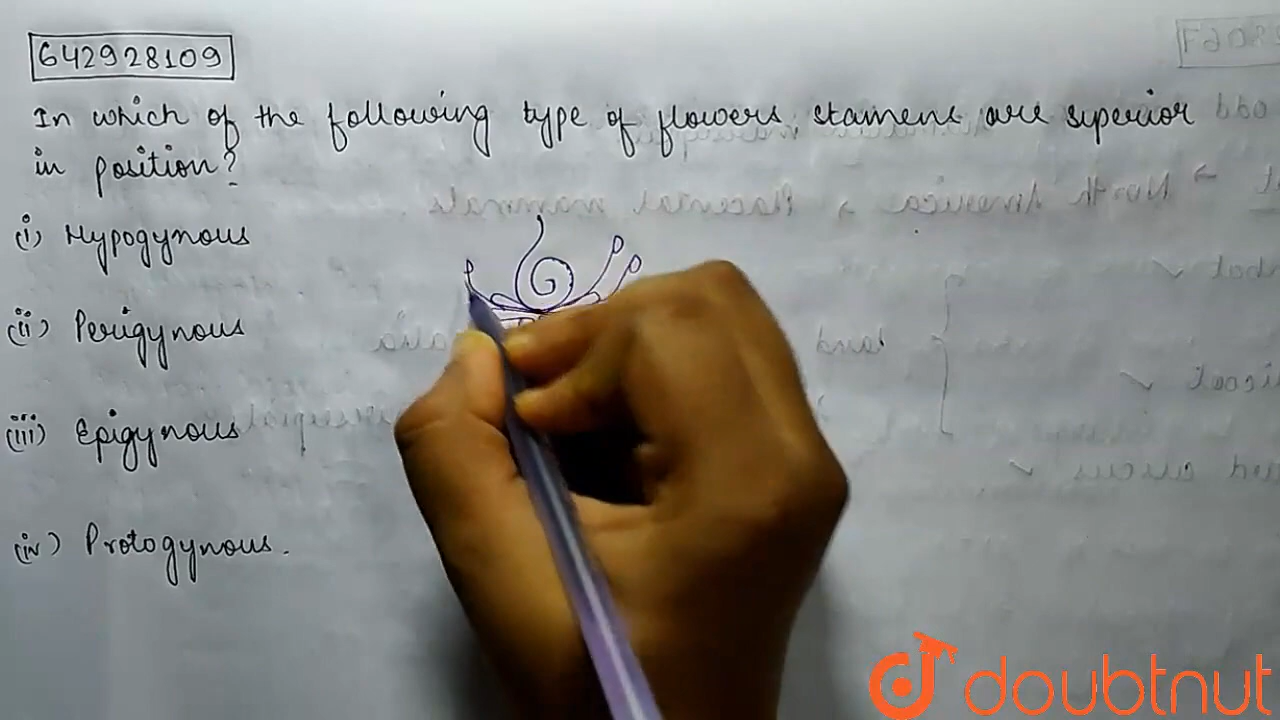 642928109
In which of the following type of flowers stamens are superior
in position?
(i) Hypogynous
G
(ii) Perigynous
(iii) Epigynous
(iv) Protogynous.
doubtnut